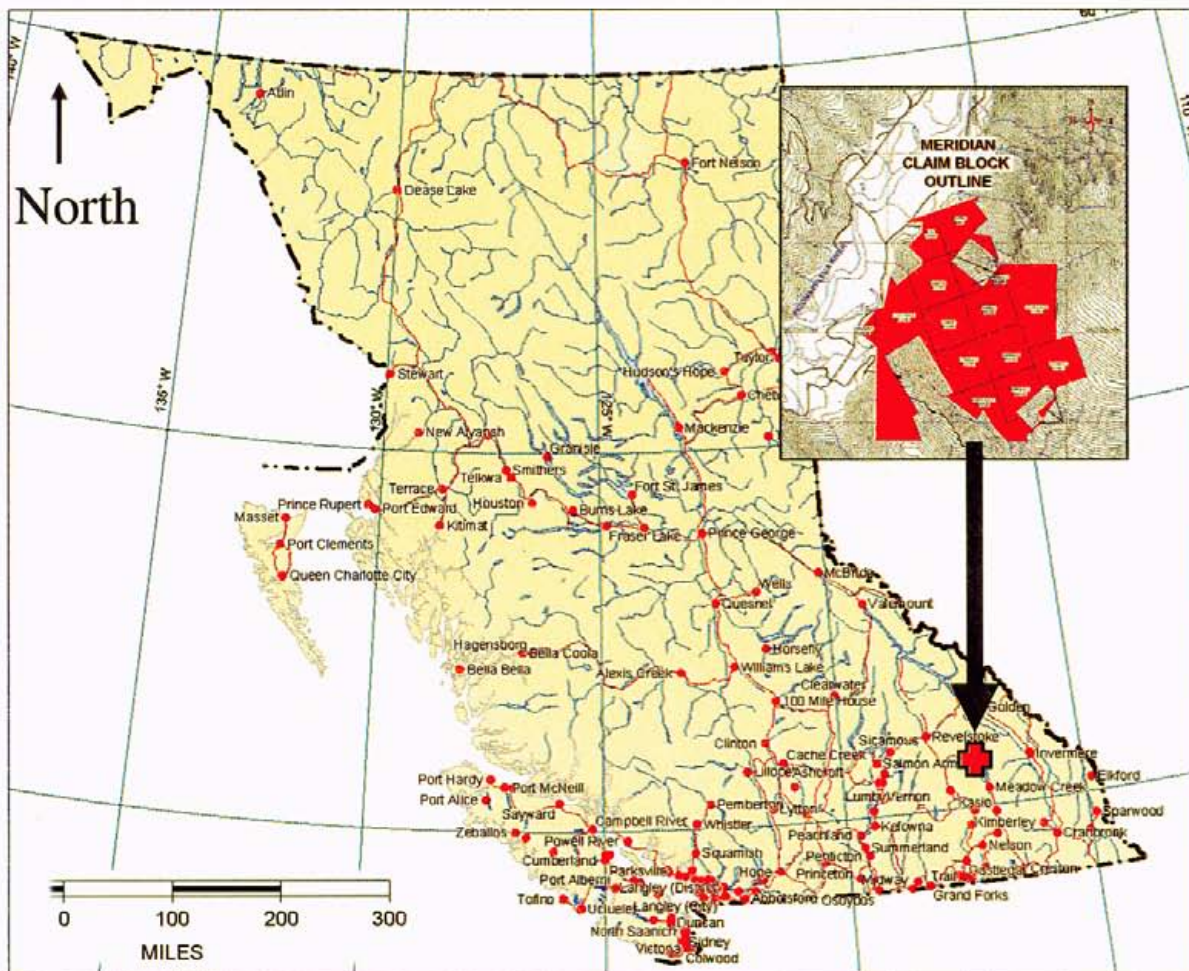 140° W
60°
110°
Atlin
North
Fort Nelson
Dease Lake
MERIDIAN
CLAIM BLOCK
OUTLINE
Taylor
Hudson's Hope
Stewart
135° W
130° W
125° W
Chet
New Aiyansh
Mackenzie
Granisle
Smithers
Telkwa
Fort St. James
Terrace
Houston
Prince Rupert
Port Edward
Burns Lake
Masset
Kitimat
Fraser Lake
Prince George
Port Clements
McBride
Queen Charlotte City
Wells
Quesnel
Valemount
Hagensborg
Bella Coola
Horsefly
Bella Bella
Alexis Creek
William's Lake
Clearwater
100 Mile House
Golden
Clinton
Sicamous
Revelstoke
Cache Creek
Invermere
Salmon Arm
Lillooet
Ashcroft
Elkford
Port Hardy
Port McNeill
Meadow Creek
Port Alice
Lumby
Vernon
Kaslo
Sayward
Pemberton
Lytton
Sparwood
Zeballos
Campbell River
Whistler
Peachland
Kelowna
Kimberley
Cranbrook
Powell River
Summerland
Nelson
Cumberland
Squamish
Penticton
Parksville
Hope
Princeton
Midway
Trail
Castlegar
Creston
Port Alberni
Langley (District)
Grand Forks
Tofino
Langley (City)
Abbotsford
Osoyoos
Ucluelet
Duncan
North Saanich
Sidney
Victoria
Colwood
0 100 200 300
MILES